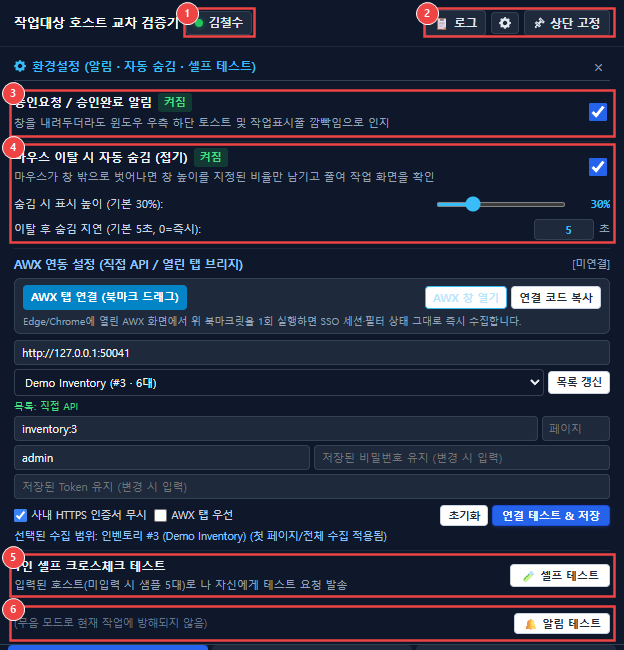 작업대상 호스트 교차 검증기 1 김철수 2 로그 상단 고정
환경설정 (알림 · 자동 숨김 · 셀프 테스트) ×
3
승인요청 / 승인완료 알림 켜짐
창을 내려두더라도 윈도우 우측 하단 토스트 및 작업표시줄 깜빡임으로 인지
4
마우스 이탈 시 자동 숨김 (접기) 켜짐
마우스가 창 밖으로 벗어나면 창 높이를 지정된 비율만 남기고 줄여 작업 화면을 확인
숨김 시 표시 높이 (기본 30%): 30%
이탈 후 숨김 지연 (기본 5초, 0=즉시): 5 초
AWX 연동 설정 (직접 API / 열린 탭 브리지) [미연결]
AWX 탭 연결 (북마크 드래그) AWX 창 열기 연결 코드 복사
Edge/Chrome에 열린 AWX 화면에서 위 북마크릿을 1회 실행하면 SSO 세션·필터 상태 그대로 즉시 수집합니다.
http://127.0.0.1:50041
Demo Inventory (#3 · 6대) 목록 갱신
목록: 직접 API
inventory:3 페이지
admin 저장된 비밀번호 유지 (변경 시 입력)
저장된 Token 유지 (변경 시 입력)
사내 HTTPS 인증서 무시 AWX 탭 우선 초기화 연결 테스트 & 저장
선택된 수집 범위: 인벤토리 #3 (Demo Inventory) (첫 페이지/전체 수집 적용됨)
5
셀프 크로스체크 테스트
입력된 호스트(미입력 시 샘플 5대)로 나 자신에게 테스트 요청 발송 셀프 테스트
6
(무음 모드로 현재 작업에 방해되지 않음) 알림 테스트